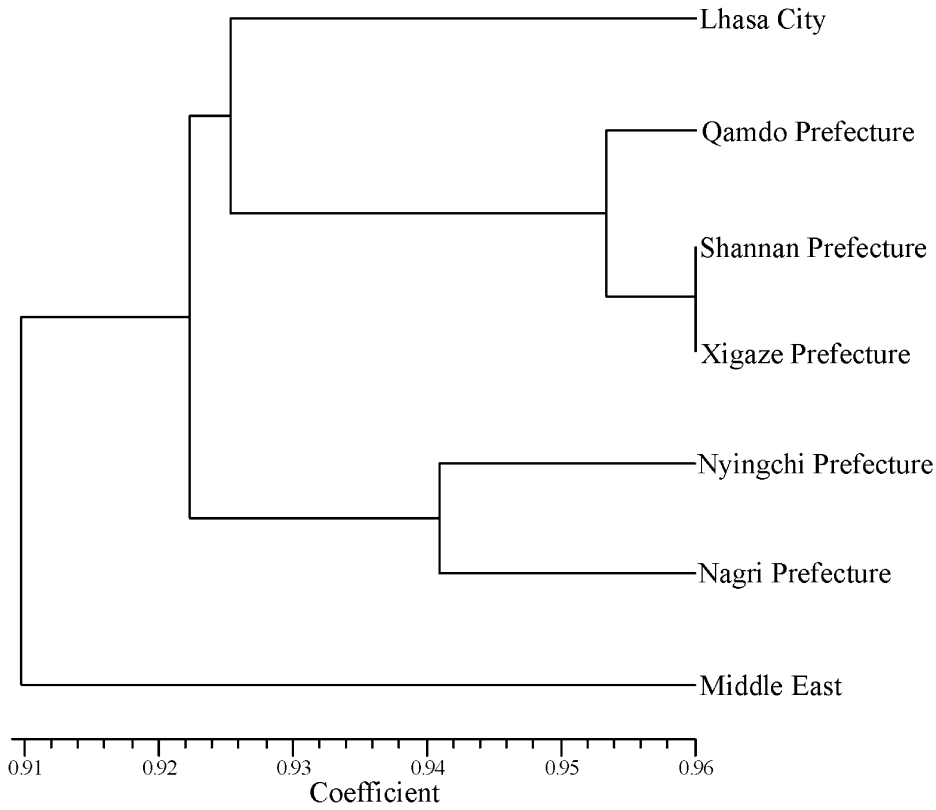 Lhasa City
Qamdo Prefecture
Shannan Prefecture
Xigaze Prefecture
Nyingchi Prefecture
Nagri Prefecture
Middle East
0.91 0.92 0.93 0.94 0.95 0.96
Coefficient